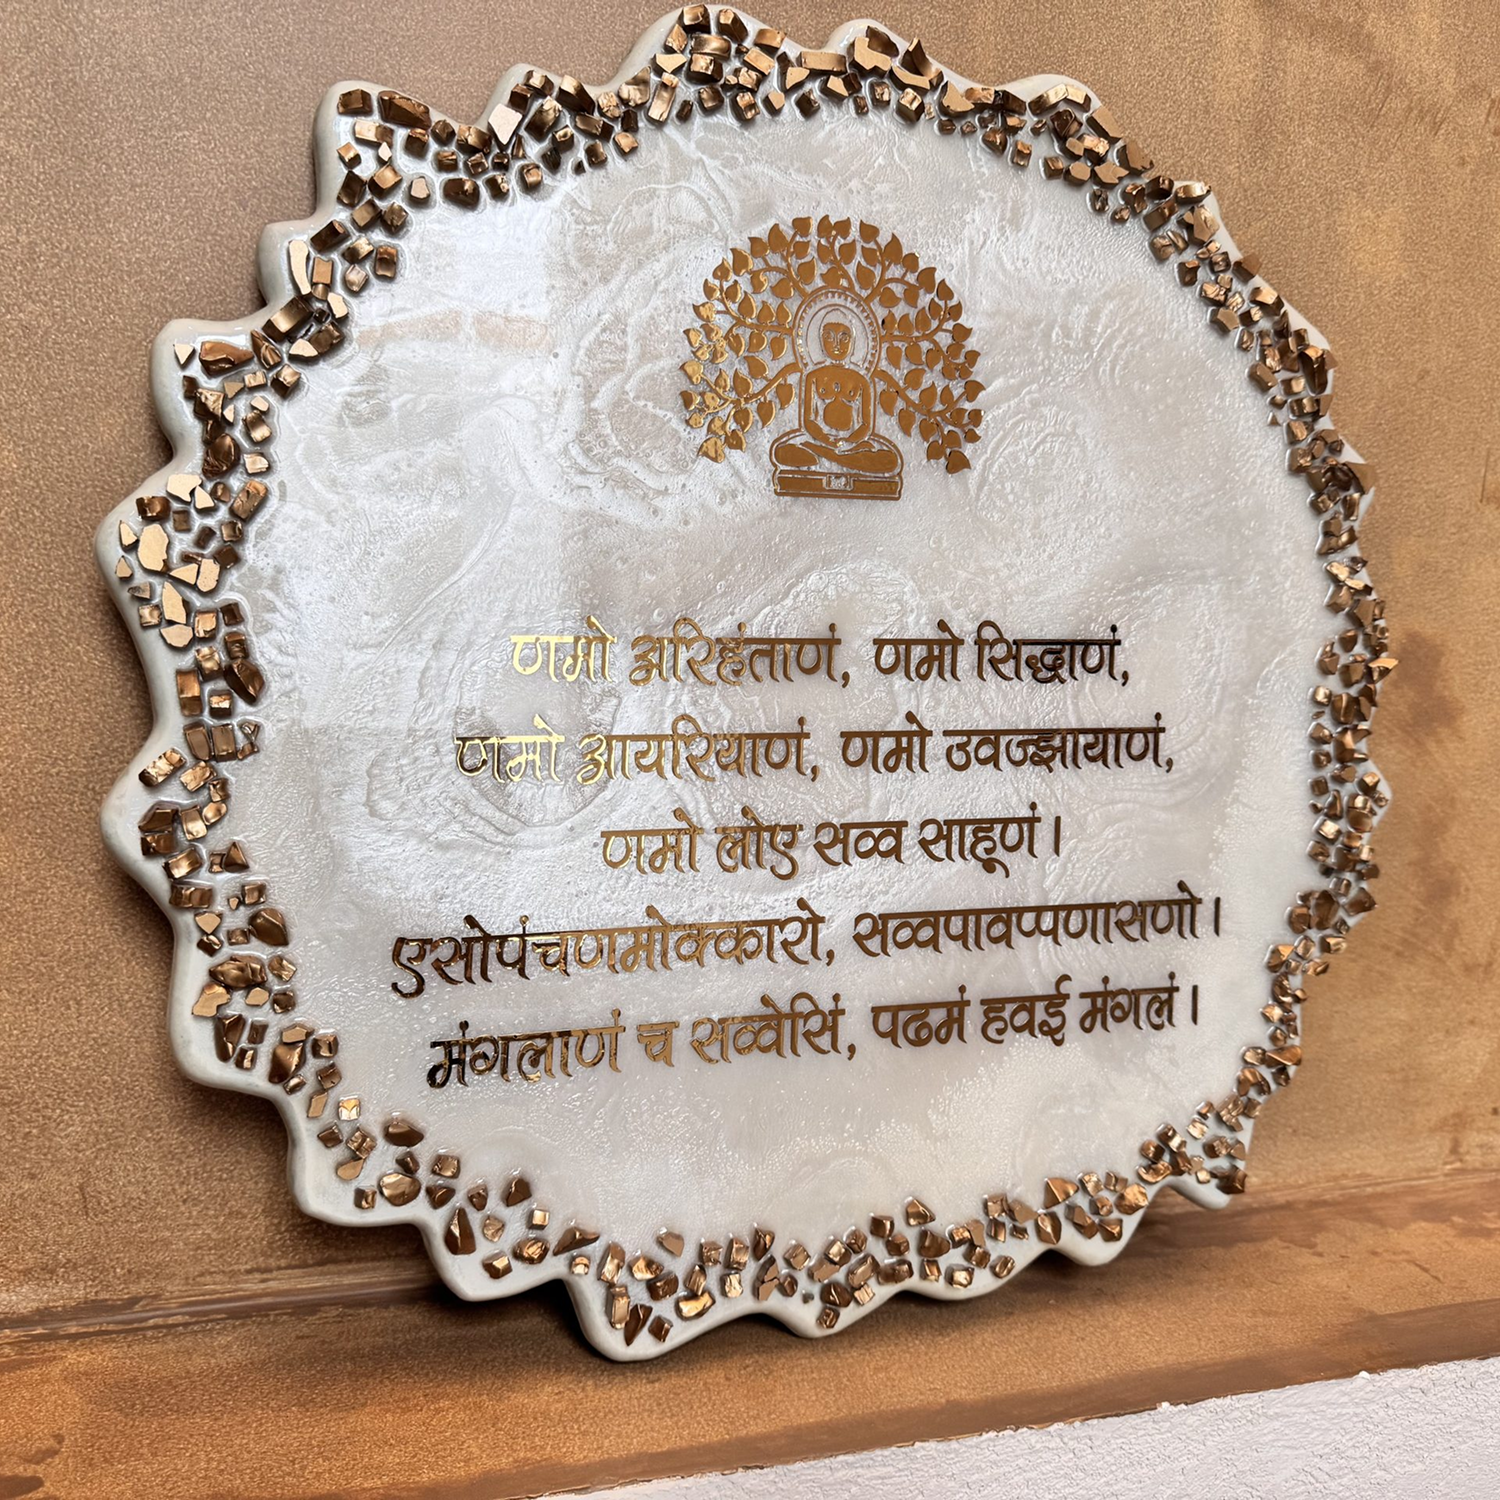 णमो अरिहंताणं, णमो सिद्धाणं,
णमो आयरियाणं, णमो उवज्झायाणं,
णमो लोए सव्व साहूणं।
एसोपंचणमोक्कारो, सव्वपावप्पणासणो।
मंगलाणं च सव्वेसिं, पढमं हवई मंगलं।